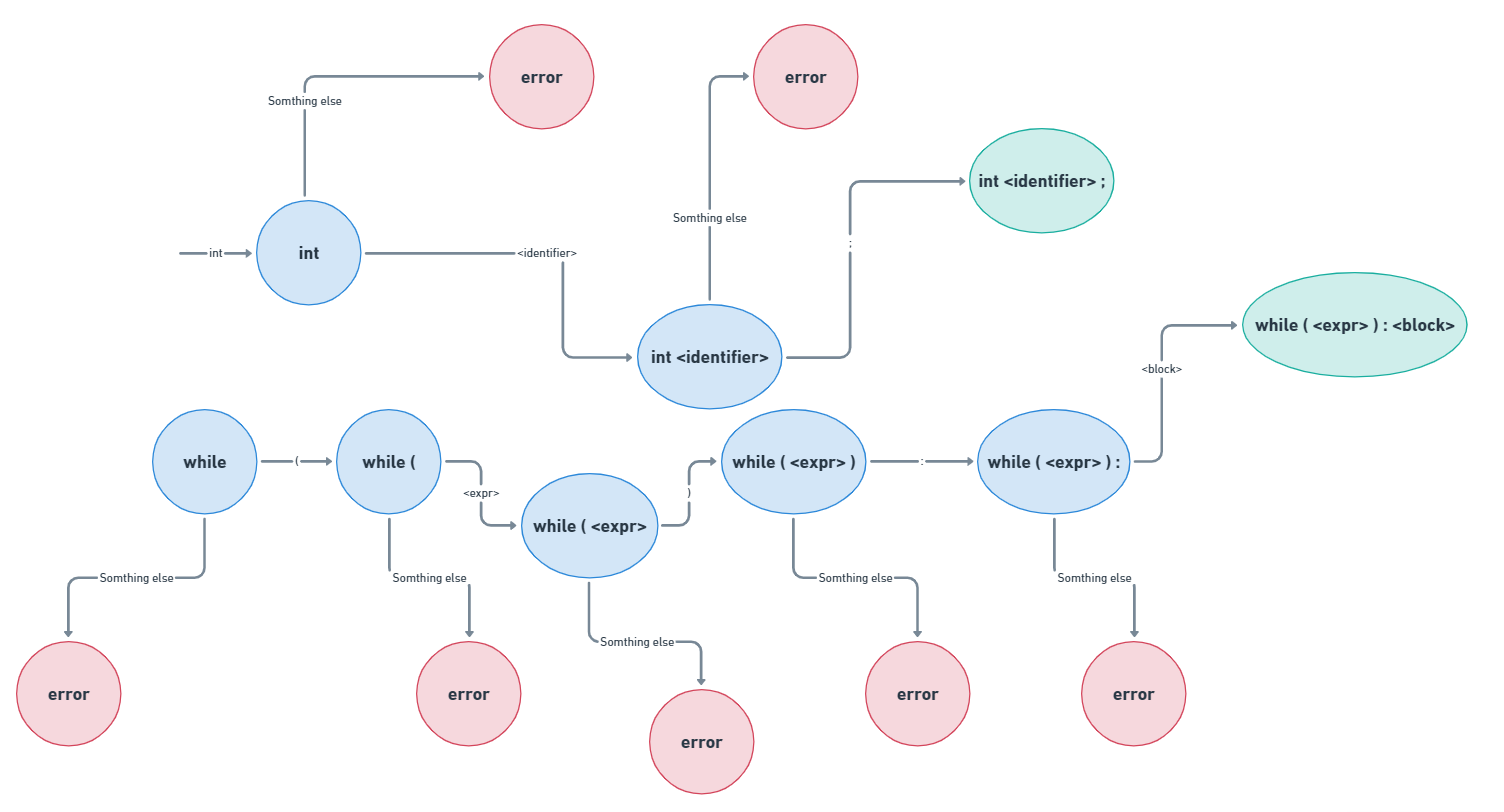 error
error
Somthing else
int <identifier> ;
Somthing else
;
int
int
<identifier>
while ( <expr> ) : <block>
int <identifier>
<block>
while
(
while (
<expr>
while ( <expr>
)
while ( <expr> )
:
while ( <expr> ) :
Somthing else
Somthing else
Somthing else
Somthing else
Somthing else
error
error
error
error
error